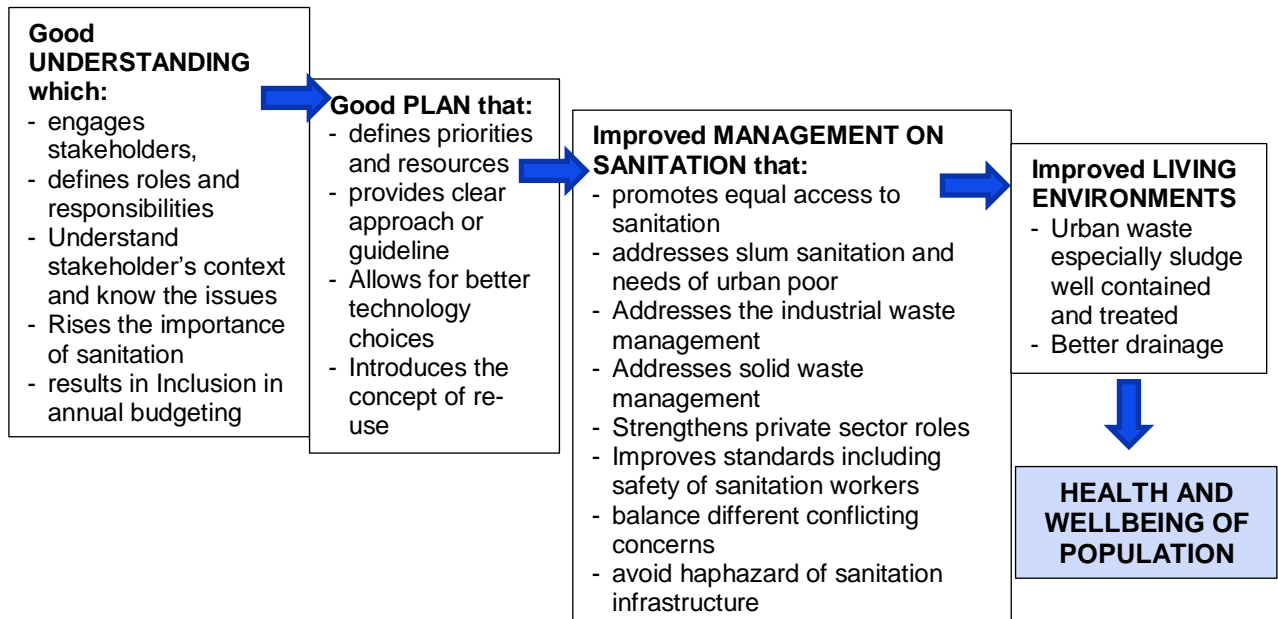 Good
UNDERSTANDING
which:
- engages
stakeholders,
- defines roles and
responsibilities
- Understand
stakeholder's context
and know the issues
- Rises the importance
of sanitation
- results in Inclusion in
annual budgeting
Good PLAN that:
- defines priorities
and resources
- provides clear
approach or
guideline
- Allows for better
technology
choices
- Introduces the
concept of re-
use
Improved MANAGEMENT ON
SANITATION that:
- promotes equal access to
sanitation
- addresses slum sanitation and
needs of urban poor
- Addresses the industrial waste
management
- Addresses solid waste
management
- Strengthens private sector roles
- Improves standards including
safety of sanitation workers
- balance different conflicting
concerns
- avoid haphazard of sanitation
infrastructure
Improved LIVING
ENVIRONMENTS
- Urban waste
especially sludge
well contained
and treated
- Better drainage
HEALTH AND
WELLBEING OF
POPULATION